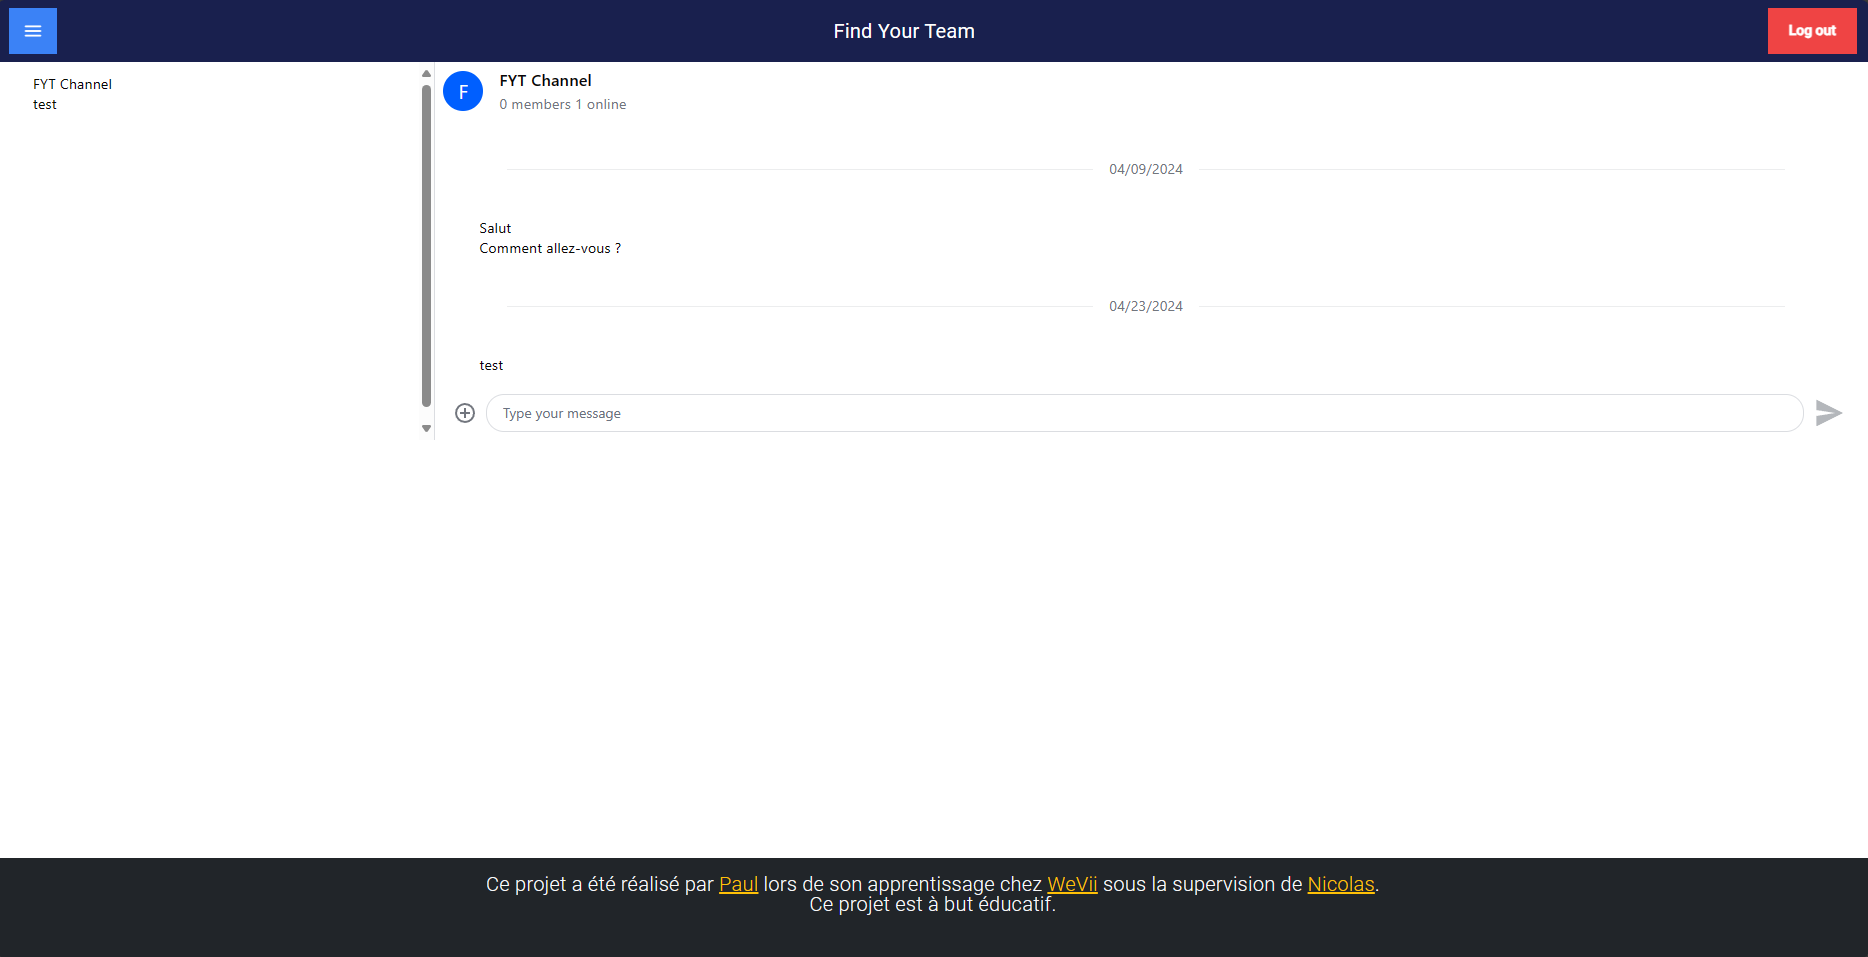 Find Your Team
Log out
FYT Channel
test
F
FYT Channel
0 members 1 online
04/09/2024
Salut
Comment allez-vous ?
04/23/2024
test
Type your message
Ce projet a été réalisé par Paul lors de son apprentissage chez WeVii sous la supervision de Nicolas.
Ce projet est à but éducatif.